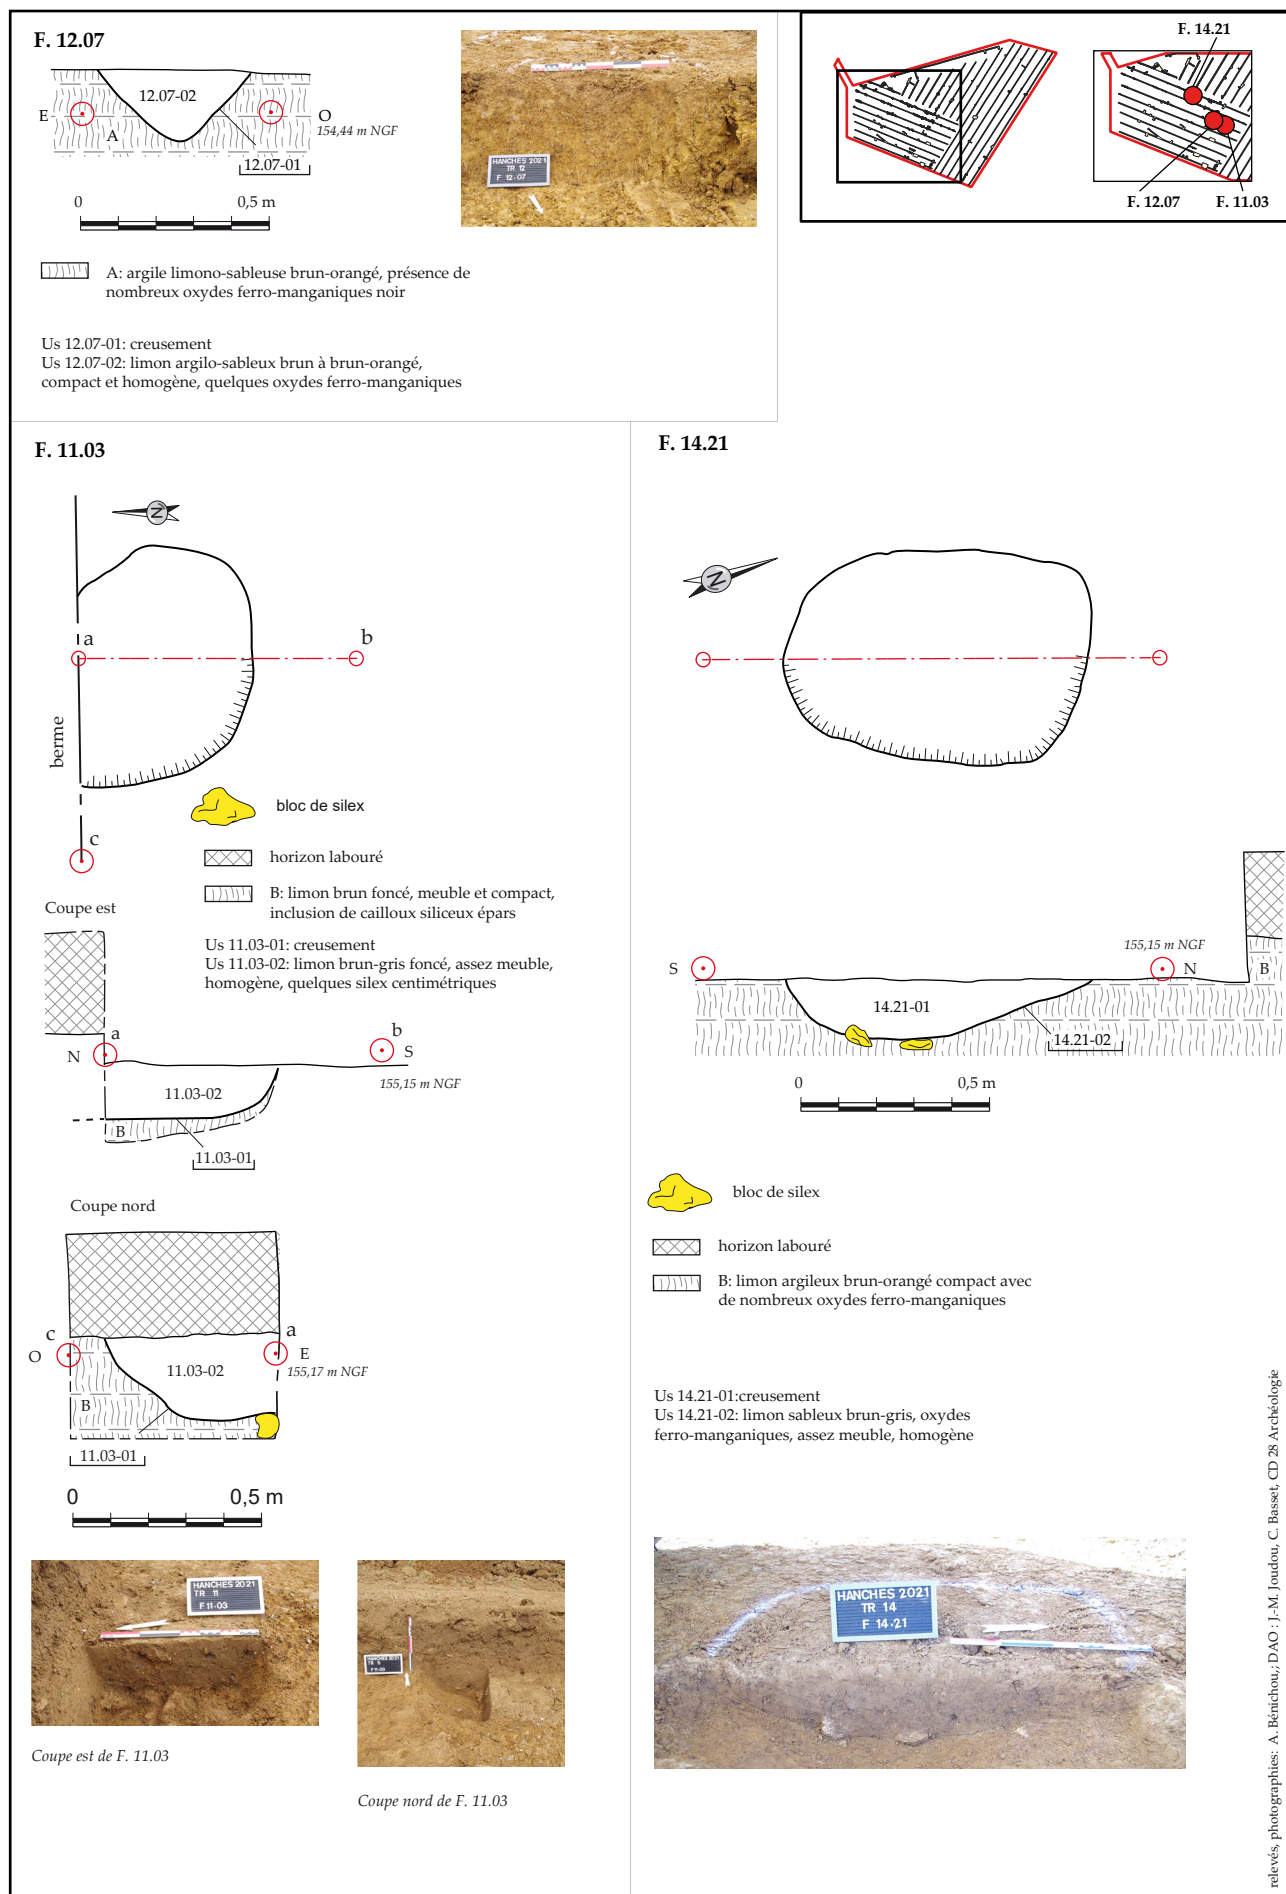 F. 12.07
12.07-02
E
O
A
154,44 m NGF
12.07-01
0
0,5 m
HANCHES 2021
TR 12
F 12-07
F. 14.21
F. 12.07
F. 11.03
A: argile limono-sableuse brun-orangé, présence de
nombreux oxydes ferro-manganiques noir
Us 12.07-01: creusement
Us 12.07-02: limon argilo-sableux brun à brun-orangé,
compact et homogène, quelques oxydes ferro-manganiques
F. 11.03
N
a
b
berme
c
bloc de silex
horizon labouré
B: limon brun foncé, meuble et compact,
inclusion de cailloux siliceux épars
Us 11.03-01: creusement
Us 11.03-02: limon brun-gris foncé, assez meuble,
homogène, quelques silex centimétriques
Coupe est
a
b
N
S
155,15 m NGF
11.03-02
B
11.03-01
Coupe nord
c
a
O
E
11.03-02
155,17 m NGF
B
11.03-01
0
0,5 m
HANCHES 2021
TR 11
F 11-03
HANCHES 2021
TR 11
F 11-03
Coupe est de F. 11.03
Coupe nord de F. 11.03
F. 14.21
N
155,15 m NGF
S
N
B
14.21-01
14.21-02
0
0,5 m
bloc de silex
horizon labouré
B: limon argileux brun-orangé compact avec
de nombreux oxydes ferro-manganiques
Us 14.21-01:creusement
Us 14.21-02: limon sableux brun-gris, oxydes
ferro-manganiques, assez meuble, homogène
HANCHES 2021
TR 14
F 14-21
relevés, photographies: A. Bénichou,; DAO : J.-M. Joudou, C. Basset, CD 28 Archéologie